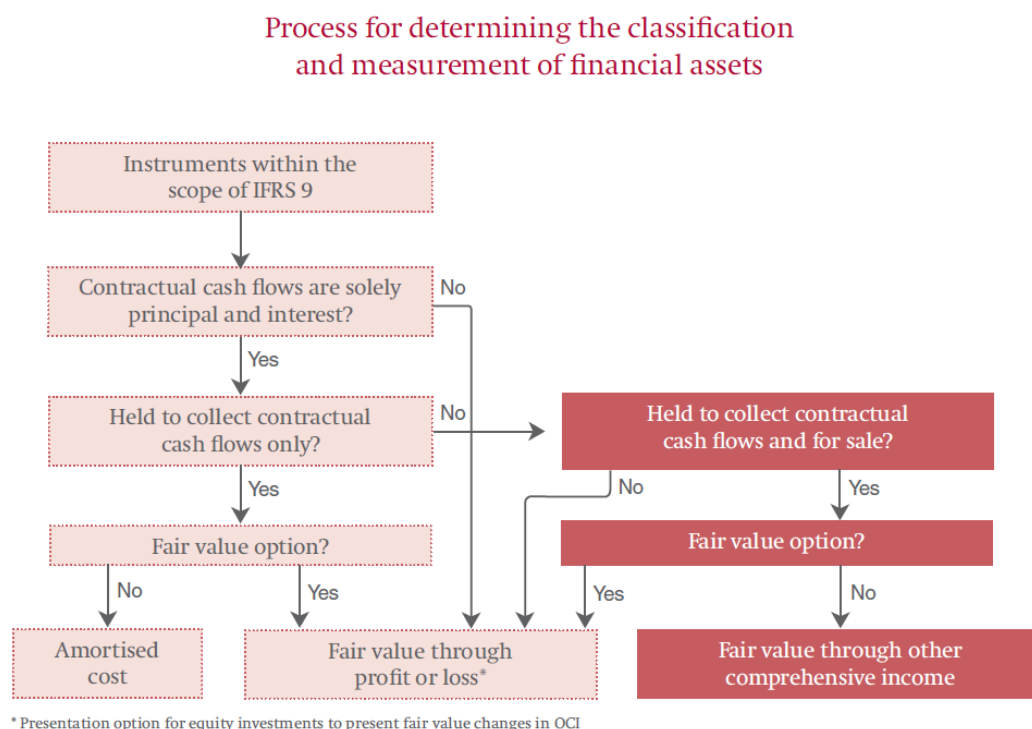 Process for determining the classification
and measurement of financial assets
Instruments within the
scope of IFRS 9
Contractual cash flows are solely
principal and interest?
No
Yes
Held to collect contractual
cash flows only?
No
Held to collect contractual
cash flows and for sale?
Yes
No
Yes
Fair value option?
Fair value option?
No
Yes
Yes
No
Amortised
cost
Fair value through
profit or loss*
Fair value through other
comprehensive income
* Presentation option for equity investments to present fair value changes in OCI